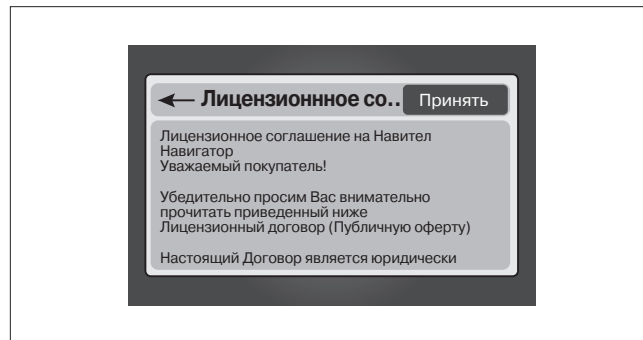 Лицензионнное со..
Принять
Лицензионное соглашение на Навител
Навигатор
Уважаемый покупатель!
Убедительно просим Вас внимательно
прочитать приведенный ниже
Лицензионный договор (Публичную оферту)
Настоящий Договор является юридически